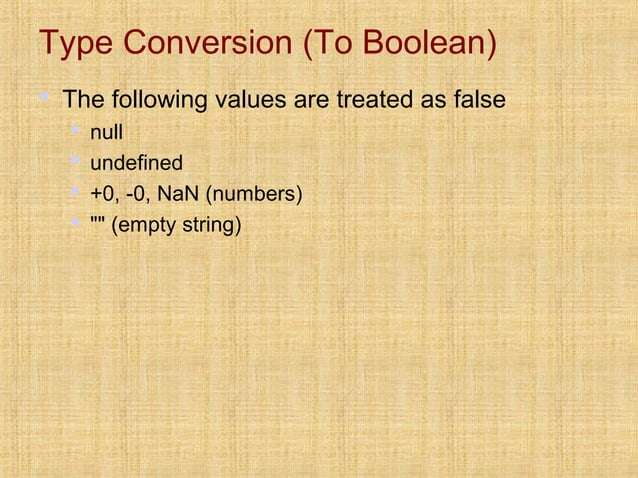 Type Conversion (To Boolean)
The following values are treated as false
null
undefined
+0, -0, NaN (numbers)
"" (empty string)